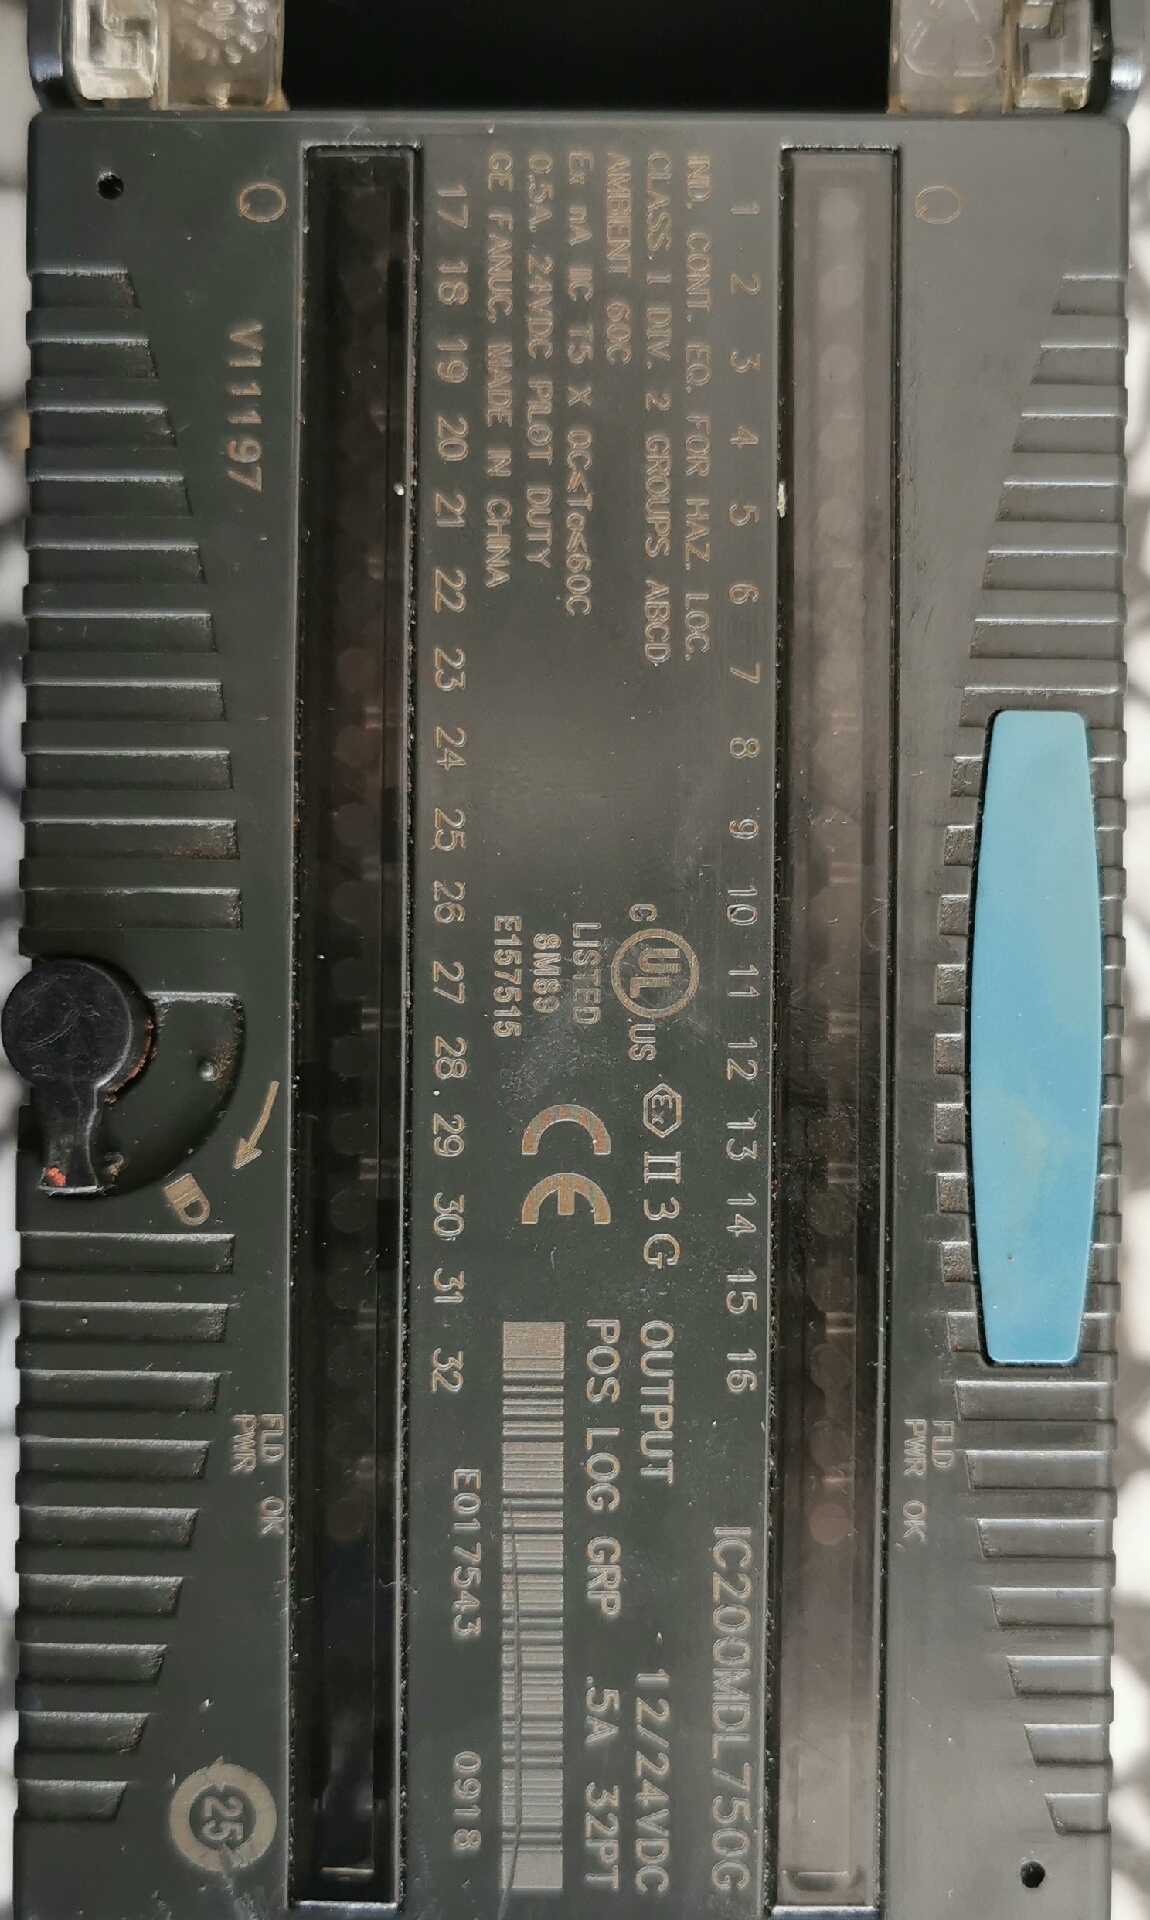 Q
1 2 3 4 5 6 7 8 9 10 11 12 13 14 15 16
FLD
PWR OK
IC200MDL750G
IND. CONT. EQ. FOR HAZ. LOC.
CLASS I DIV. 2 GROUPS ABCD
AMBIENT 60C
Ex nA IIC T5 X 0C≤Ta≤60C
0.5A, 24VDC PILOT DUTY
GE FANUC MADE IN CHINA
C UL US
LISTED
8M89
E157515
Ex II 3 G
CE
OUTPUT 12/24VDC
POS LOG GRP .5A 32PT
17 18 19 20 21 22 23 24 25 26 27 28 29 30 31 32
E017543 0918
Q
FLD
PWR OK
V11197
25